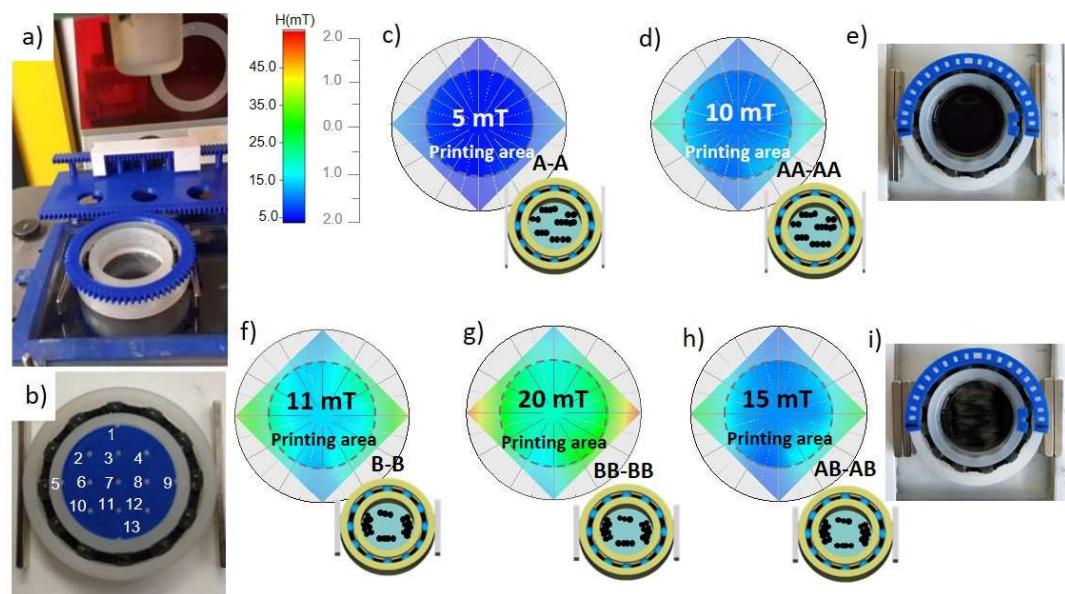 a)
H(mT)
45.0
35.0
25.0
15.0
5.0
2.0
1.0
0.0
1.0
2.0
c)
5 mT
Printing area
A-A
d)
10 mT
Printing area
AA-AA
e)
b)
1
2 3 4
5 6 7 8 9
10 11 12
13
f)
11 mT
Printing area
B-B
g)
20 mT
Printing area
BB-BB
h)
15 mT
Printing area
AB-AB
i)